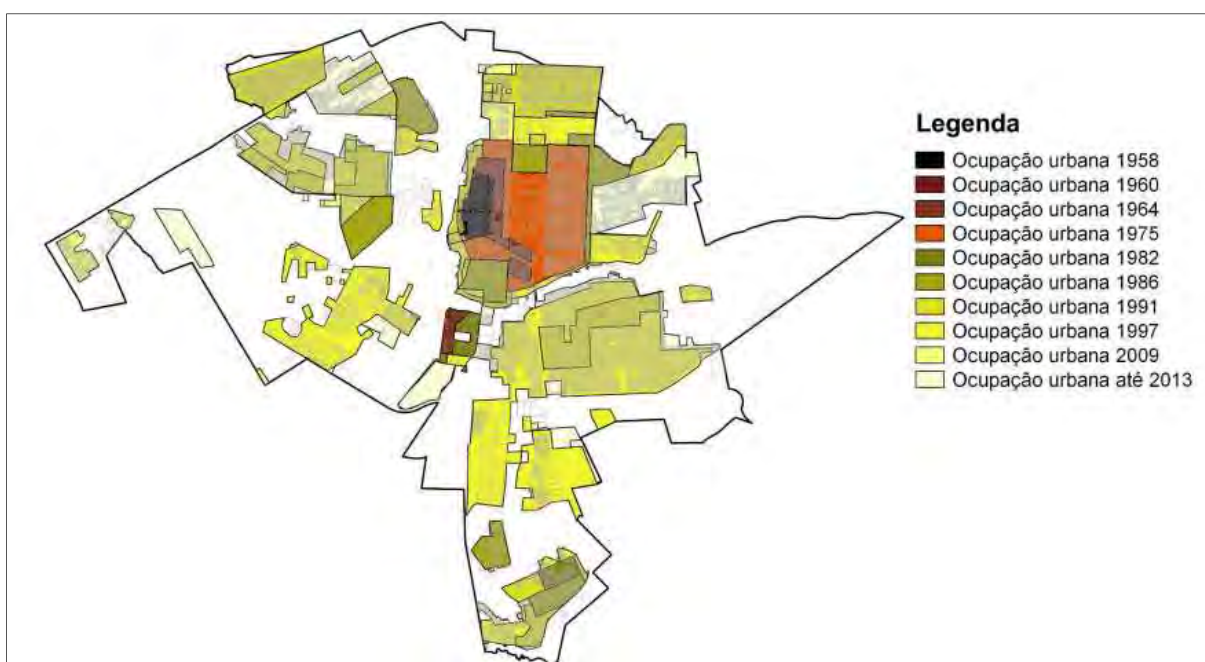 Legenda
Ocupação urbana 1958
Ocupação urbana 1960
Ocupação urbana 1964
Ocupação urbana 1975
Ocupação urbana 1982
Ocupação urbana 1986
Ocupação urbana 1991
Ocupação urbana 1997
Ocupação urbana 2009
Ocupação urbana até 2013